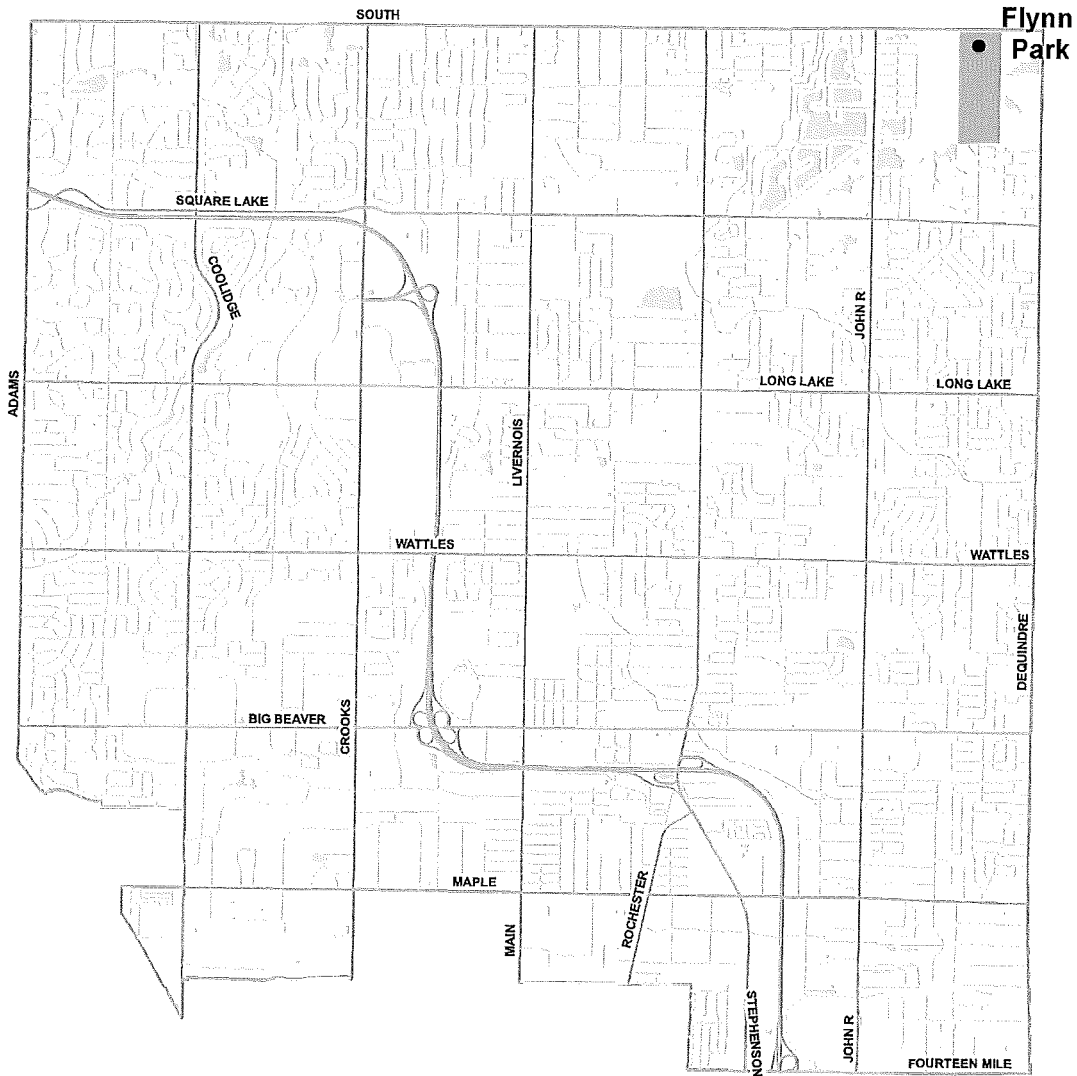 SOUTH
Flynn
Park
SQUARE LAKE
COOLIDGE
JOHN R
ADAMS
LONG LAKE
LONG LAKE
LIVERNOIS
WATTLES
WATTLES
DEQUINDRE
BIG BEAVER
CROOKS
MAPLE
ROCHESTER
MAIN
STEPHENSON
JOHN R
FOURTEEN MILE